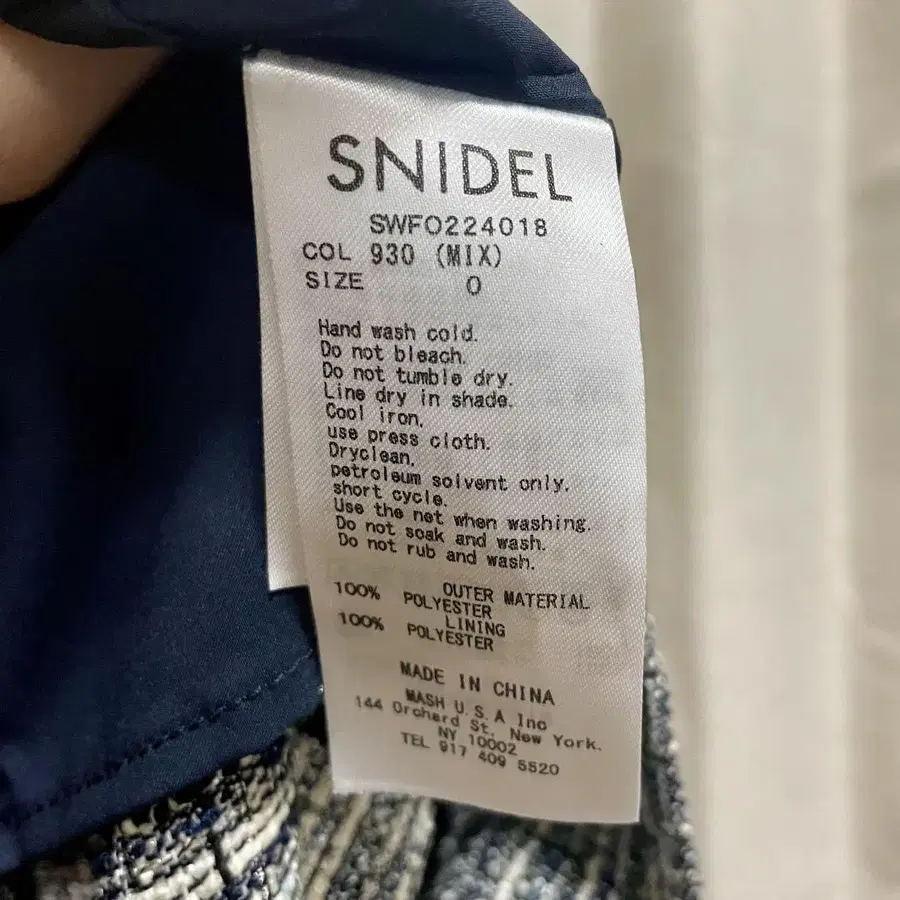 SNIDEL
SWFO224018
COL 930 (MIX)
SIZE 0
Hand wash cold.
Do not bleach.
Do not tumble dry.
Line dry in shade.
Cool iron.
use press cloth.
Dryclean.
petroleum solvent only.
short cycle.
Use the net when washing.
Do not soak and wash.
Do not rub and wash.
OUTER MATERIAL
100% POLYESTER
LINING
100% POLYESTER
MADE IN CHINA
MASH U.S.A Inc
144 Orchard St, New York.
NY 10002
TEL 917 409 5520